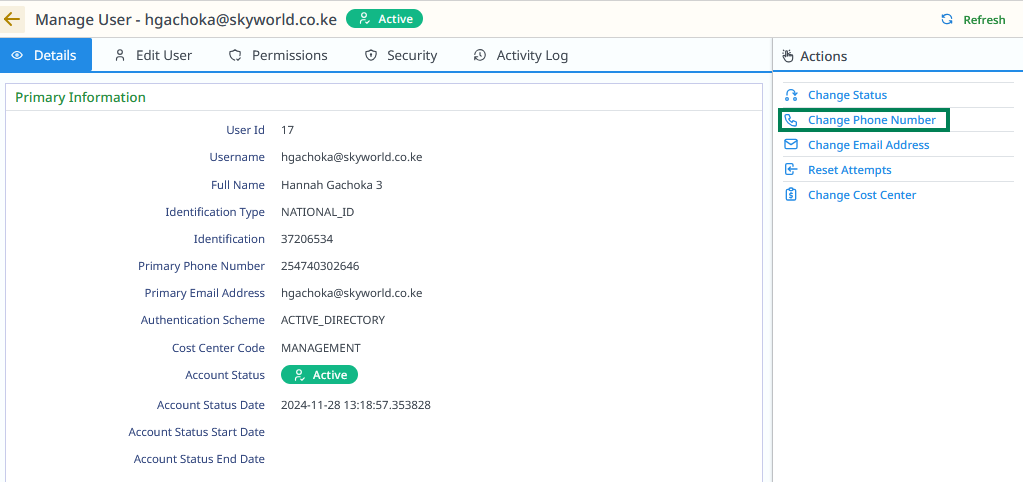 Manage User - hgachoka@skyworld.co.ke Active Refresh
Details Edit User Permissions Security Activity Log
Primary Information
User Id 17
Username hgachoka@skyworld.co.ke
Full Name Hannah Gachoka 3
Identification Type NATIONAL_ID
Identification 37206534
Primary Phone Number 254740302646
Primary Email Address hgachoka@skyworld.co.ke
Authentication Scheme ACTIVE_DIRECTORY
Cost Center Code MANAGEMENT
Account Status Active
Account Status Date 2024-11-28 13:18:57.353828
Account Status Start Date
Account Status End Date
Actions
Change Status
Change Phone Number
Change Email Address
Reset Attempts
Change Cost Center